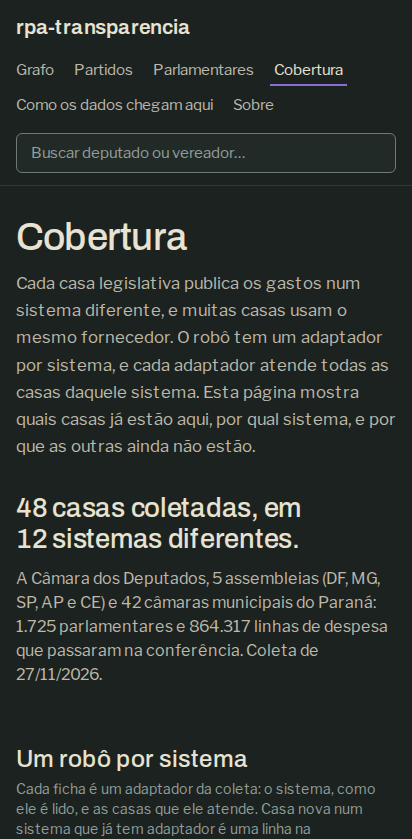 rpa-transparencia
Grafo Partidos Parlamentares Cobertura
Como os dados chegam aqui Sobre
Buscar deputado ou vereador...
Cobertura
Cada casa legislativa publica os gastos num
sistema diferente, e muitas casas usam o
mesmo fornecedor. O robô tem um adaptador
por sistema, e cada adaptador atende todas as
casas daquele sistema. Esta página mostra
quais casas já estão aqui, por qual sistema, e por
que as outras ainda não estão.
48 casas coletadas, em
12 sistemas diferentes.
A Câmara dos Deputados, 5 assembleias (DF, MG,
SP, AP e CE) e 42 câmaras municipais do Paraná:
1.725 parlamentares e 864.317 linhas de despesa
que passaram na conferência. Coleta de
27/11/2026.
Um robô por sistema
Cada ficha é um adaptador da coleta: o sistema, como
ele é lido, e as casas que ele atende. Casa nova num
sistema que já tem adaptador é uma linha na